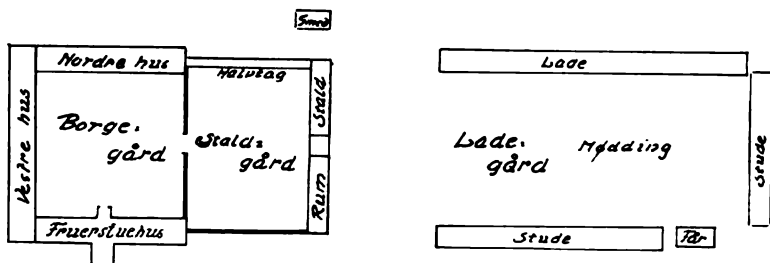 Smed
Nordre hus
Halvtag
Lade
Vestre hus
Stald
Stude
Borge-
gård
Stald-
gård
Lade-
gård
Mødding
Rum
Fruerstuehus
Stude